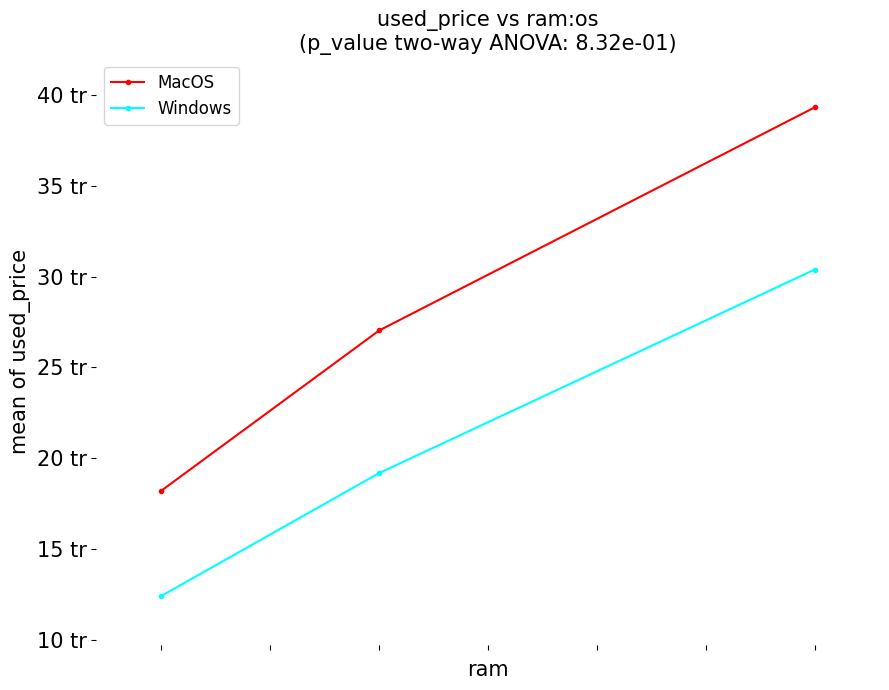 used_price vs ram:os
(p_value two-way ANOVA: 8.32e-01)
MacOS
Windows
40 tr
35 tr
30 tr
25 tr
20 tr
15 tr
10 tr
mean of used_price
ram